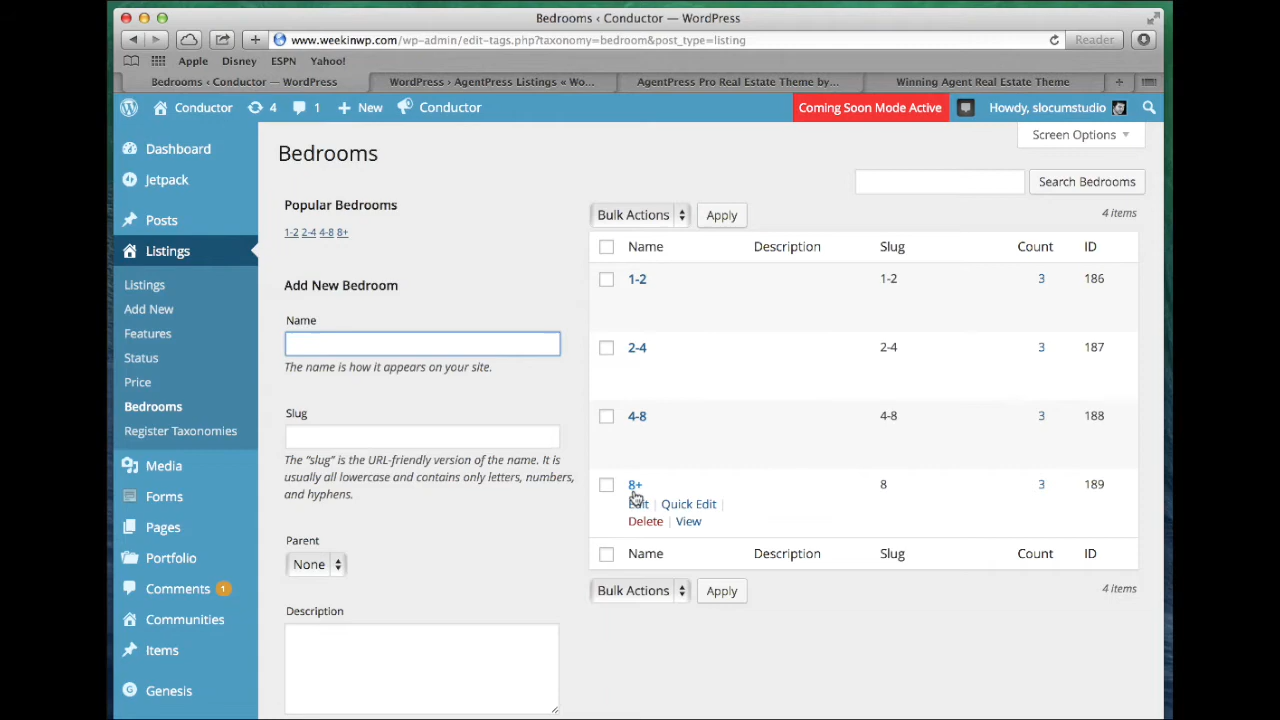 Bedrooms ‹ Conductor — WordPress
www.weekinwp.com/wp-admin/edit-tags.php?taxonomy=bedroom&post_type=listing
Reader
Apple Disney ESPN Yahoo!
Bedrooms ‹ Conductor — WordPress
WordPress › AgentPress Listings « Wo...
AgentPress Pro Real Estate Theme by...
Winning Agent Real Estate Theme
Conductor 4 1 New Conductor
Coming Soon Mode Active
Howdy, slocumstudio
Dashboard
Jetpack
Posts
Listings
Listings
Add New
Features
Status
Price
Bedrooms
Register Taxonomies
Media
Forms
Pages
Portfolio
Comments 1
Communities
Items
Genesis
Screen Options
Bedrooms
Search Bedrooms
Popular Bedrooms
1-2 2-4 4-8 8+
Add New Bedroom
Name
The name is how it appears on your site.
Slug
The “slug” is the URL-friendly version of the name. It is
usually all lowercase and contains only letters, numbers,
and hyphens.
Parent
None
Description
Bulk Actions Apply
4 items
Name Description Slug Count ID
1-2 1-2 3 186
2-4 2-4 3 187
4-8 4-8 3 188
8+ 8 3 189
Edit | Quick Edit |
Delete | View
Name Description Slug Count ID
Bulk Actions Apply
4 items